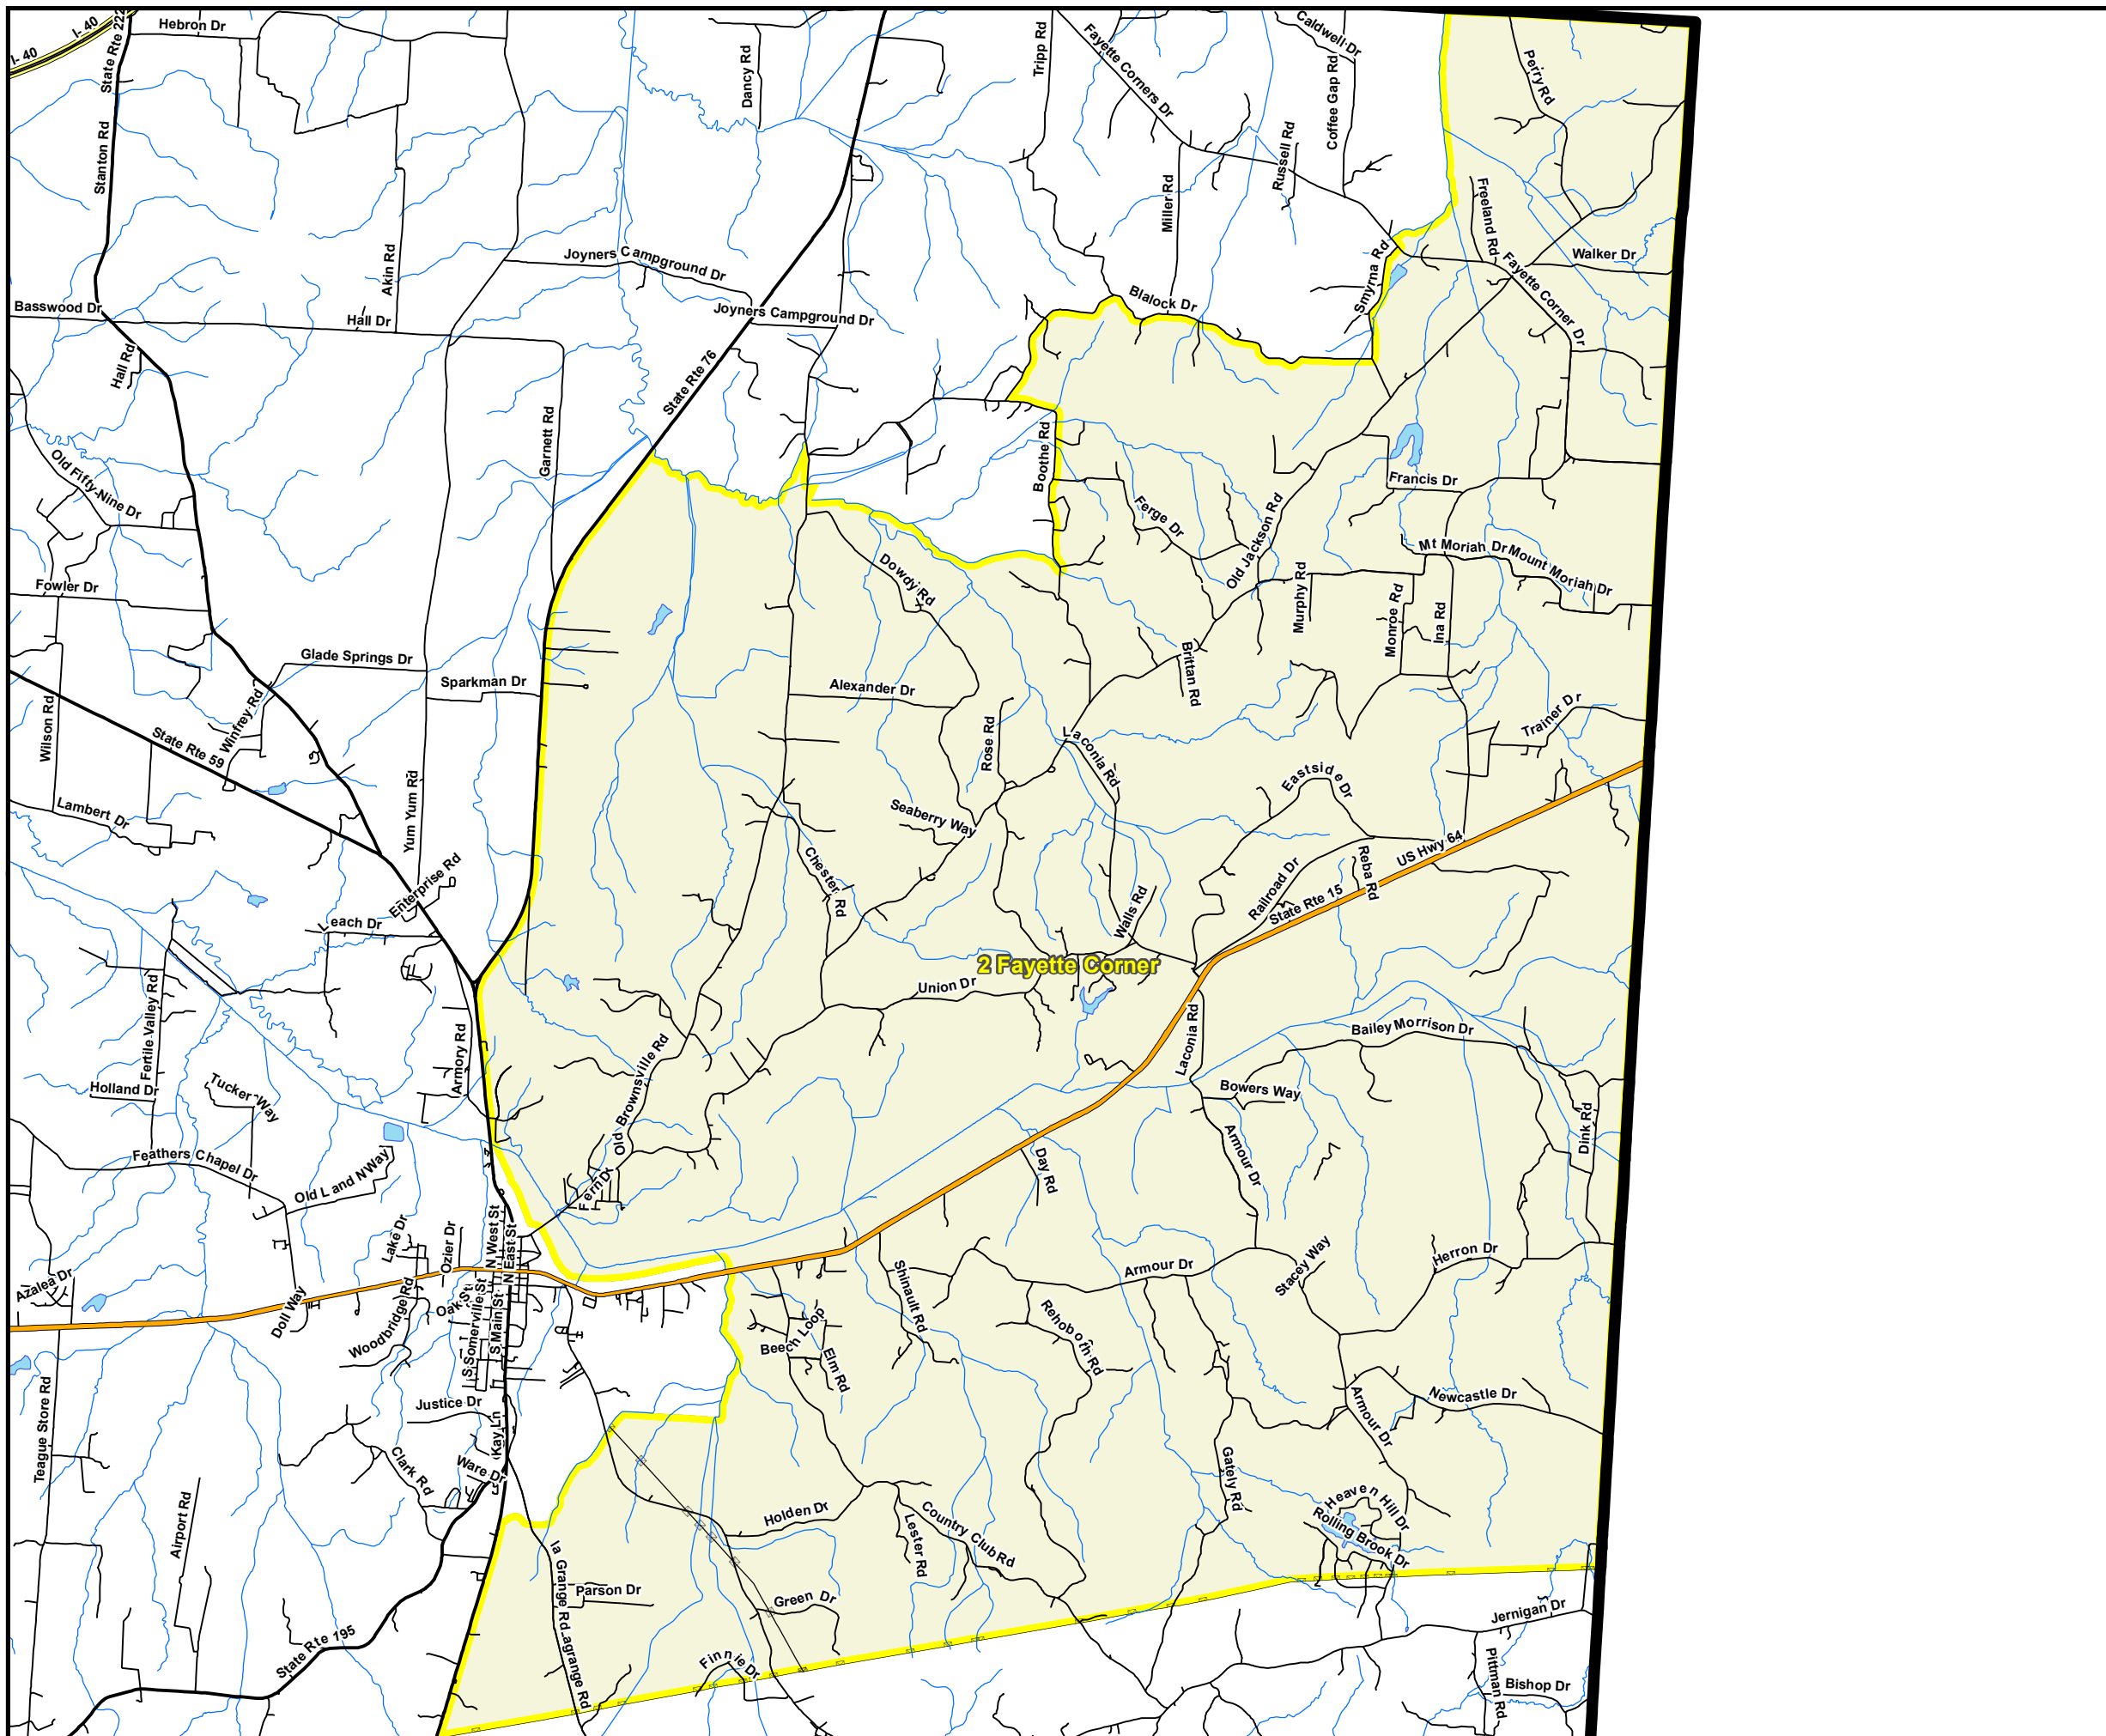 I- 40
I- 40
State Rte 222
Hebron Dr
Stanton Rd
Dancy Rd
Tripp Rd
Fayette Corners Dr
Caldwell Dr
Coffee Gap Rd
Perry Rd
Russell Rd
Miller Rd
Freeland Rd
Walker Dr
Fayette Corner Dr
Smyrna Rd
Akin Rd
Joyners Campground Dr
Joyners Campground Dr
Blalock Dr
Basswood Dr
Hall Dr
Hall Rd
State Rte 76
Garnett Rd
Boothe Rd
Old Fifty-Nine Dr
Francis Dr
Ferge Dr
Old Jackson Rd
Mt Moriah Dr
Mount Moriah Dr
Dowdy Rd
Fowler Dr
Murphy Rd
Monroe Rd
Ina Rd
Brittan Rd
Glade Springs Dr
Sparkman Dr
Alexander Dr
Wilson Rd
Winfrey Rd
State Rte 59
Rose Rd
Laconia Rd
Trainer Dr
Eastside Dr
Lambert Dr
Yum Yum Rd
Seaberry Way
US Hwy 64
Reba Rd
Railroad Dr
State Rte 15
Chester Rd
Enterprise Rd
Leach Dr
Walls Rd
2 Fayette Corner
Union Dr
Fertile Valley Rd
Armory Rd
Old Brownsville Rd
Laconia Rd
Bailey Morrison Dr
Bowers Way
Holland Dr
Tucker Way
Dink Rd
Armour Dr
Feathers Chapel Dr
Old Land N Way
Fern Dr
Day Rd
Lake Dr
Ozier Dr
N West St
N East St
Azalea Dr
Doll Way
Woodbridge Rd
Oak St
S Somerville St
S Main St
Shinault Rd
Armour Dr
Stacey Way
Herron Dr
Beech Loop
Elm Rd
Rehoboth Rd
Teague Store Rd
Justice Dr
Kay Ln
Newcastle Dr
Armour Dr
Clark Rd
Ware Dr
Gately Rd
Airport Rd
Holden Dr
Lester Rd
Country Club Rd
Heaven Hill Dr
Rolling Brook Dr
la Grange Rd
Parson Dr
Green Dr
Lagrange Rd
Finnie Dr
State Rte 195
Jernigan Dr
Pittman Rd
Bishop Dr